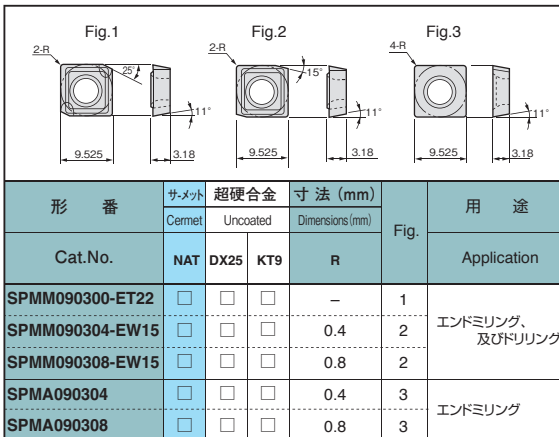 Fig.1
Fig.2
Fig.3
2-R
25°
11°
9.525
3.18
2-R
15°
11°
9.525
3.18
4-R
11°
9.525
3.18
形 番
サーメット
超硬合金
寸 法 (mm)
Fig.
用 途
Cermet
Uncoated
Dimensions(mm)
Cat.No.
NAT
DX25
KT9
R
Application
SPMM090300-ET22 □ □ □ – 1
SPMM090304-EW15 □ □ □ 0.4 2
エンドミリング、
及びドリリング
SPMM090308-EW15 □ □ □ 0.8 2
SPMA090304 □ □ □ 0.4 3
エンドミリング
SPMA090308 □ □ □ 0.8 3